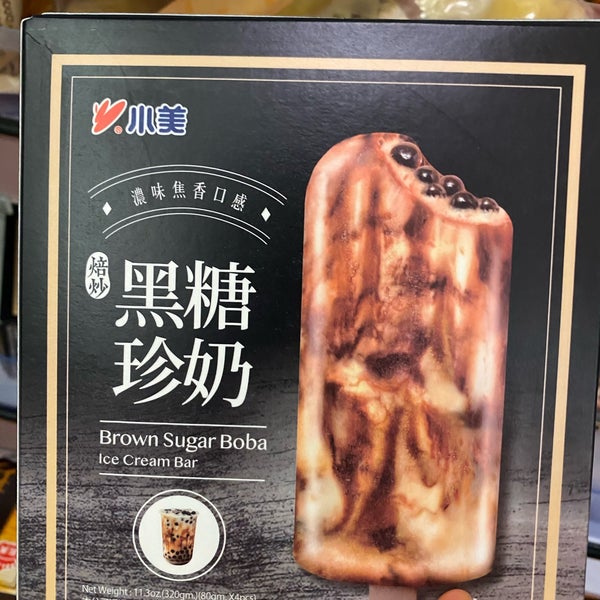 小美
濃味焦香口感
焙炒
黑糖
珍奶
Brown Sugar Boba
Ice Cream Bar
Net Weight: 11.3oz.(320gm.)(80gm. X4pcs)